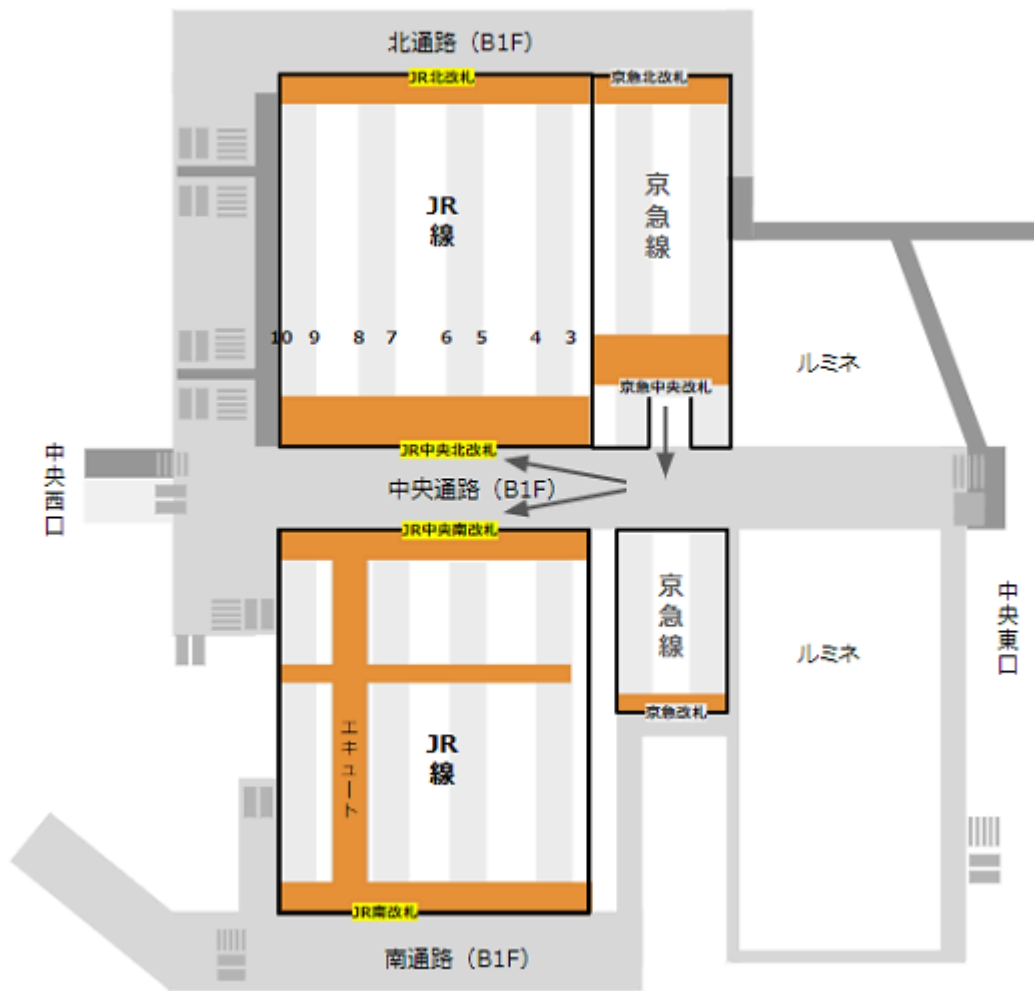 北通路（B1F）
JR北改札
京急北改札
JR
線
京急線
10 9 8 7 6 5 4 3
ルミネ
京急中央改札
JR中央北改札
中央西口
中央通路（B1F）
JR中央南改札
京急線
中央東口
ルミネ
京急改札
エキュート
JR
線
JR南改札
南通路（B1F）